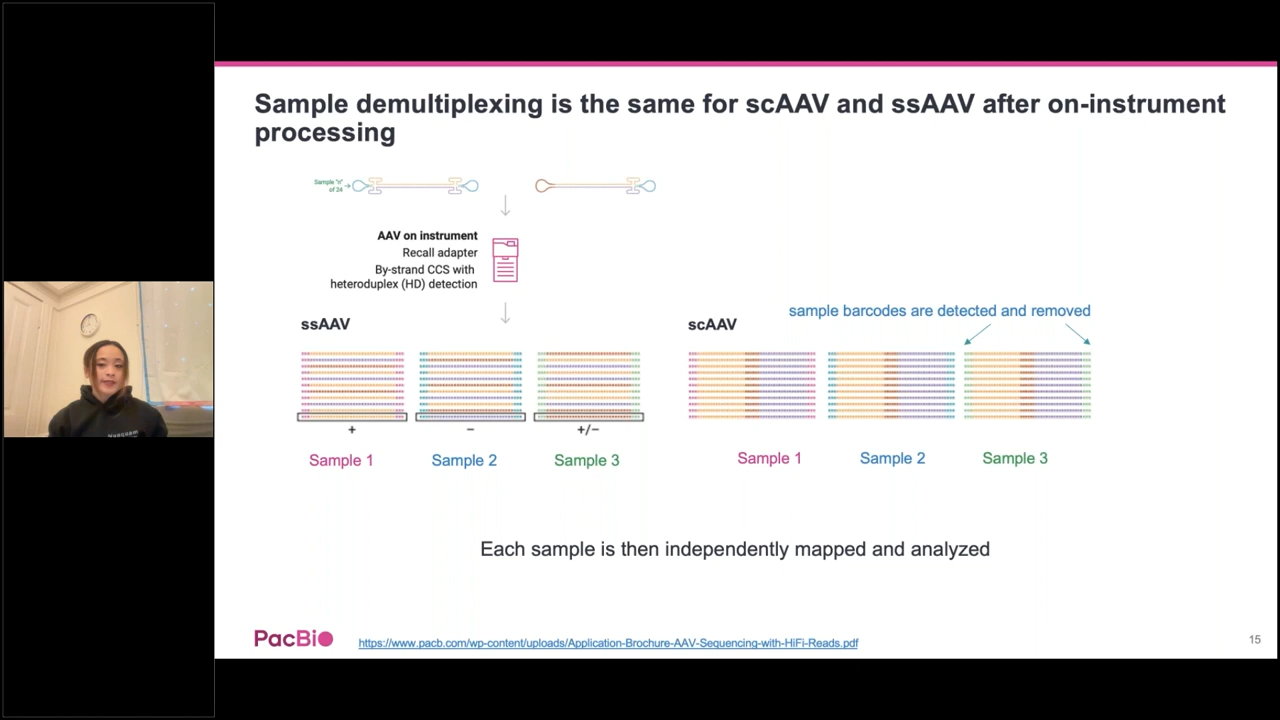 Sample demultiplexing is the same for scAAV and ssAAV after on-instrument
processing
Sample "n"
of 24
AAV on instrument
Recall adapter
By-strand CCS with
heteroduplex (HD) detection
ssAAV
scAAV
sample barcodes are detected and removed
+
–
+/–
Sample 1
Sample 2
Sample 3
Sample 1
Sample 2
Sample 3
Each sample is then independently mapped and analyzed
PacBio
https://www.pacb.com/wp-content/uploads/Application-Brochure-AAV-Sequencing-with-HiFi-Reads.pdf
15